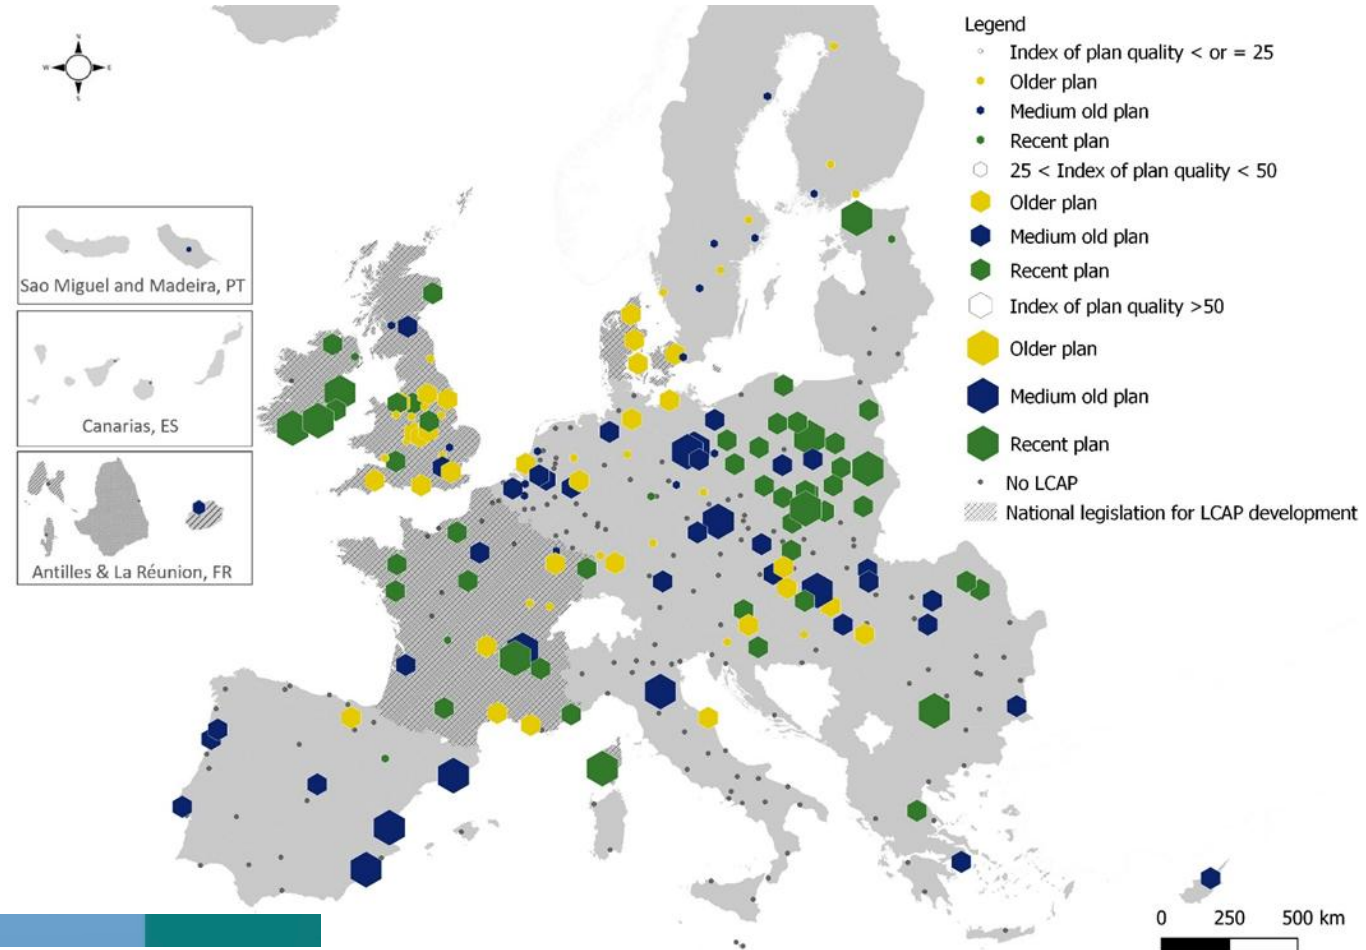 N
W E
S
Sao Miguel and Madeira, PT
Canarias, ES
Antilles & La Réunion, FR
Legend
Index of plan quality < or = 25
Older plan
Medium old plan
Recent plan
25 < Index of plan quality < 50
Older plan
Medium old plan
Recent plan
Index of plan quality >50
Older plan
Medium old plan
Recent plan
No LCAP
National legislation for LCAP development
0 250 500 km